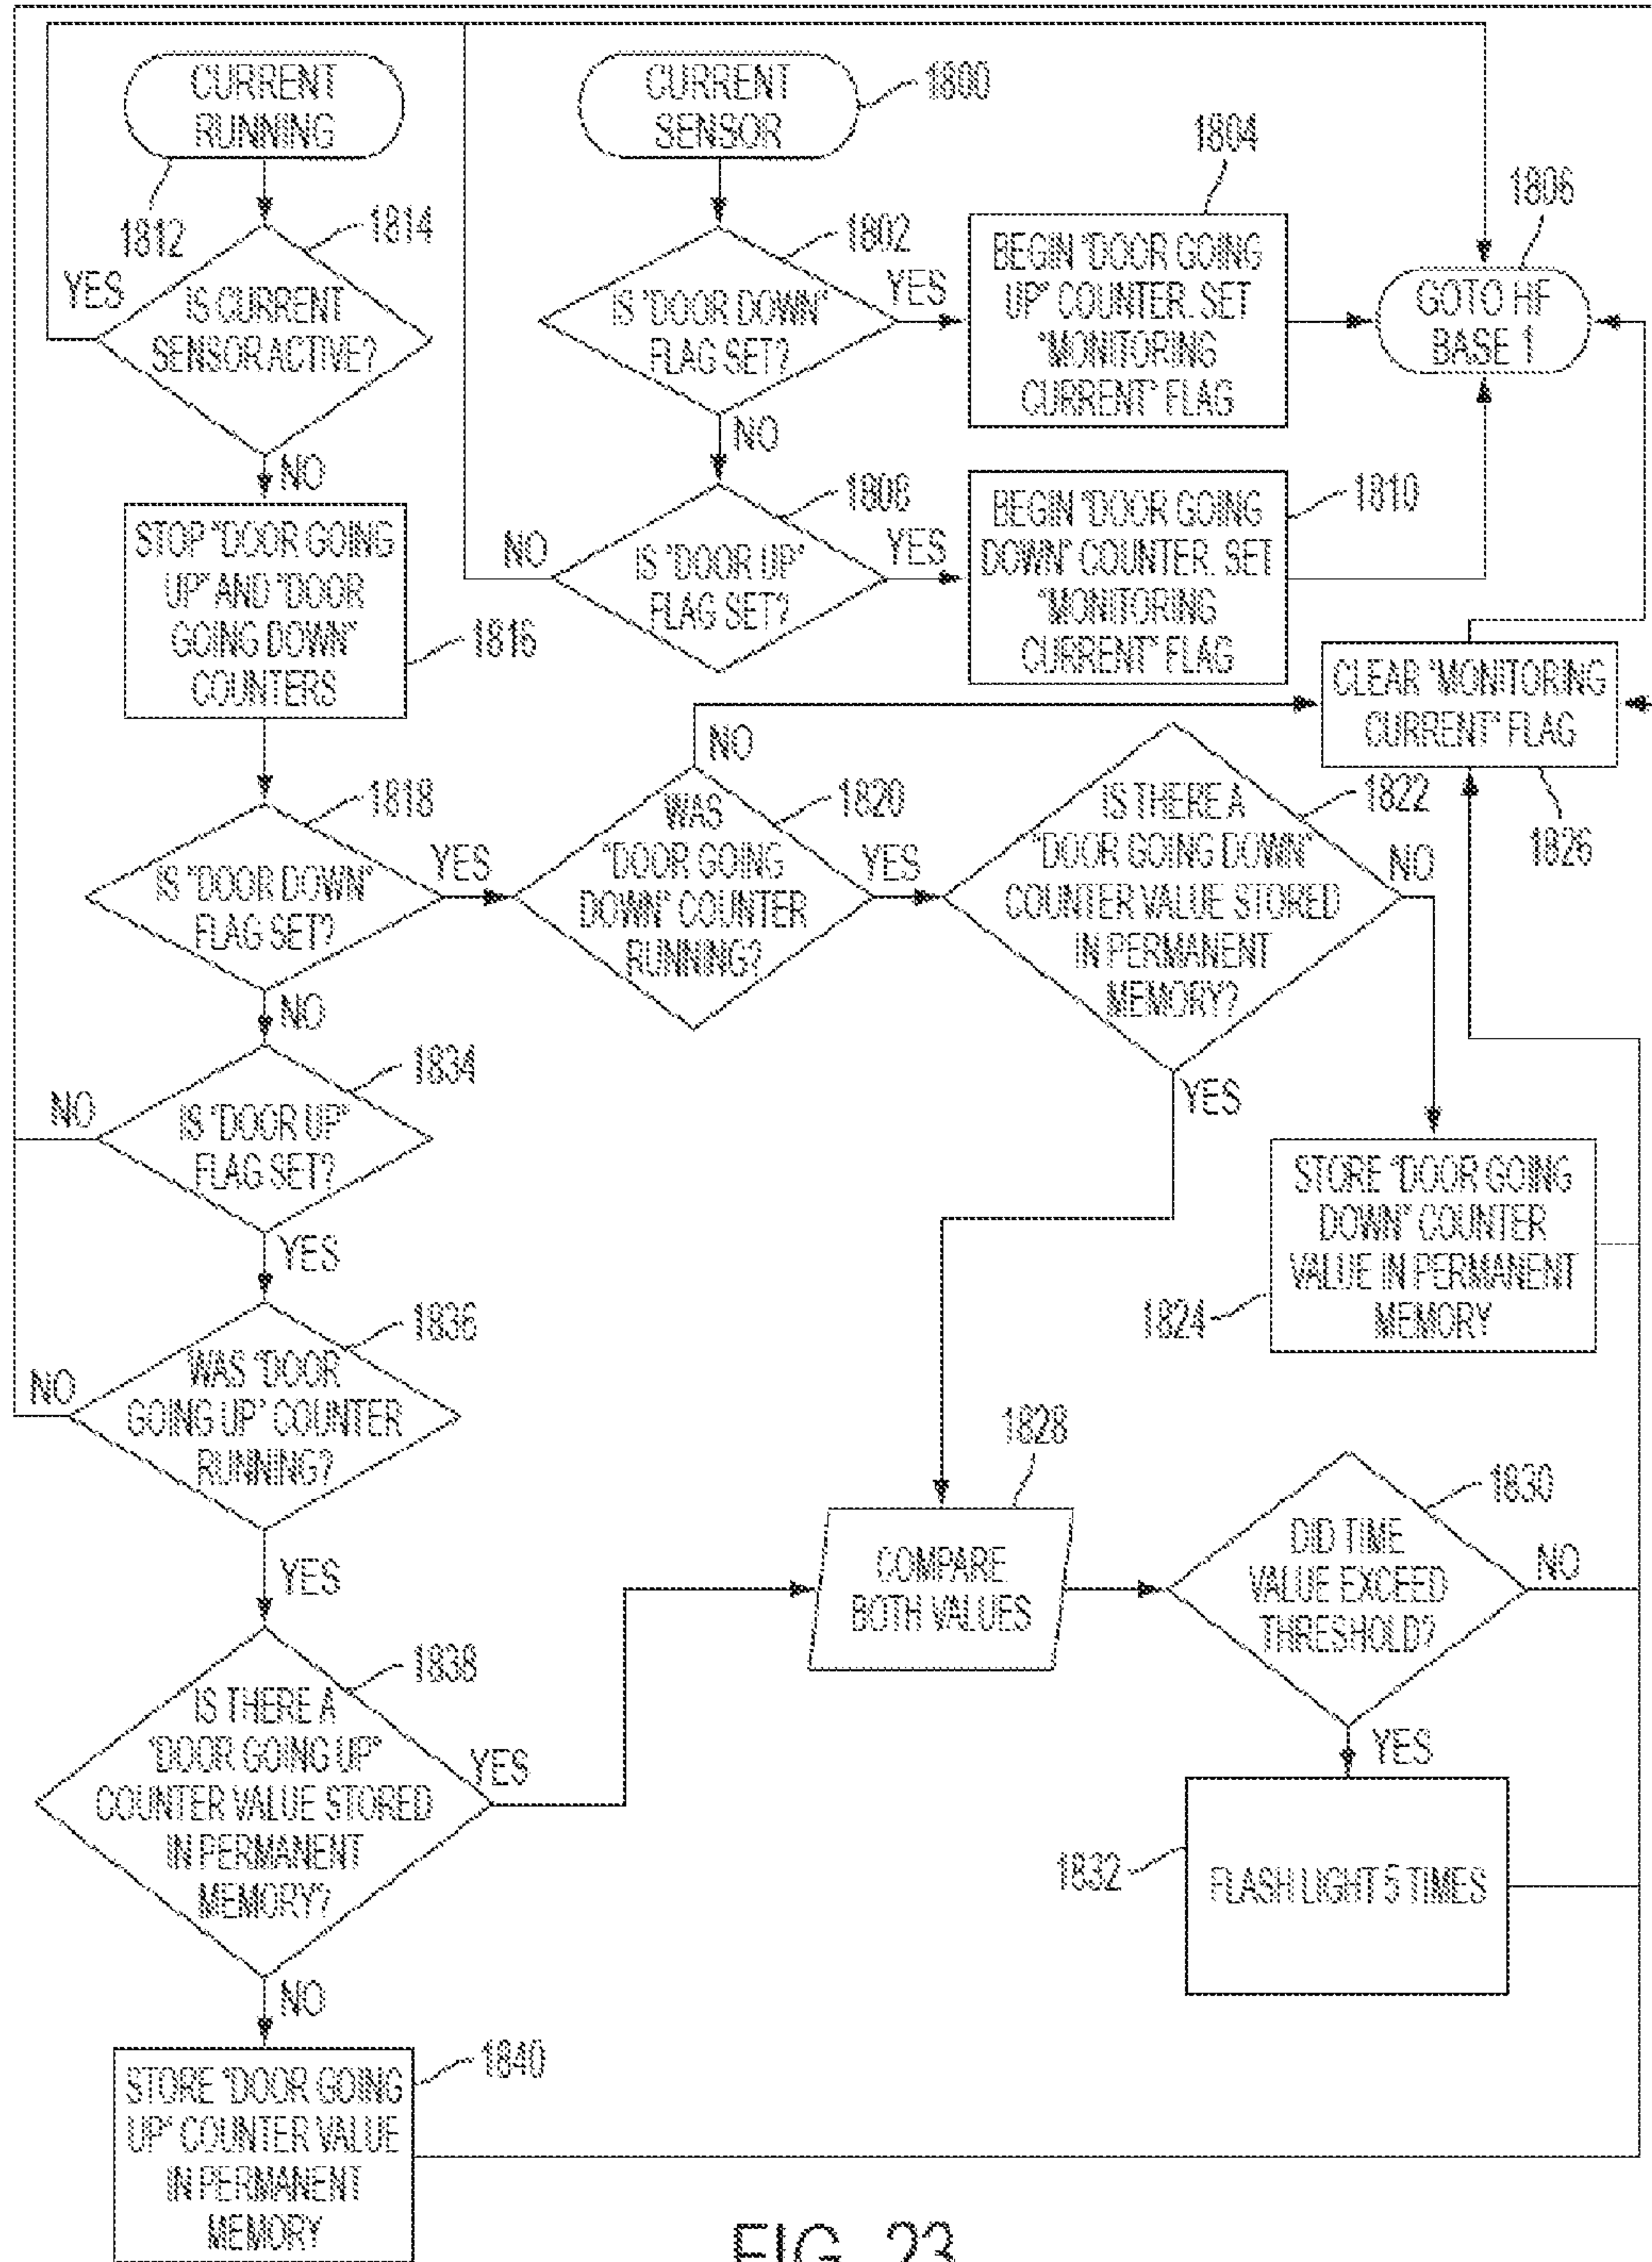 CURRENT
RUNNING
1812
CURRENT
SENSOR
1800
1814
IS CURRENT
SENSOR ACTIVE?
YES
NO
1802
IS "DOOR DOWN"
FLAG SET?
YES
NO
1804
BEGIN "DOOR GOING
UP" COUNTER. SET
"MONITORING
CURRENT" FLAG
1806
GOTO HF
BASE 1
1808
IS "DOOR UP"
FLAG SET?
NO
YES
1810
BEGIN "DOOR GOING
DOWN" COUNTER. SET
"MONITORING
CURRENT" FLAG
STOP "DOOR GOING
UP" AND "DOOR
GOING DOWN"
COUNTERS
1816
CLEAR "MONITORING
CURRENT" FLAG
1826
1818
IS "DOOR DOWN"
FLAG SET?
YES
NO
NO
1820
WAS
"DOOR GOING
DOWN" COUNTER
RUNNING?
YES
1822
IS THERE A
"DOOR GOING DOWN"
COUNTER VALUE STORED
IN PERMANENT
MEMORY?
NO
YES
1834
IS "DOOR UP"
FLAG SET?
NO
YES
STORE "DOOR GOING
DOWN" COUNTER
VALUE IN PERMANENT
MEMORY
1824
1836
WAS "DOOR
GOING UP" COUNTER
RUNNING?
NO
YES
1828
COMPARE
BOTH VALUES
1830
DID TIME
VALUE EXCEED
THRESHOLD?
NO
YES
1838
IS THERE A
"DOOR GOING UP"
COUNTER VALUE STORED
IN PERMANENT
MEMORY?
YES
NO
1832
FLASH LIGHT 5 TIMES
1840
STORE "DOOR GOING
UP" COUNTER VALUE
IN PERMANENT
MEMORY
FIG. 23